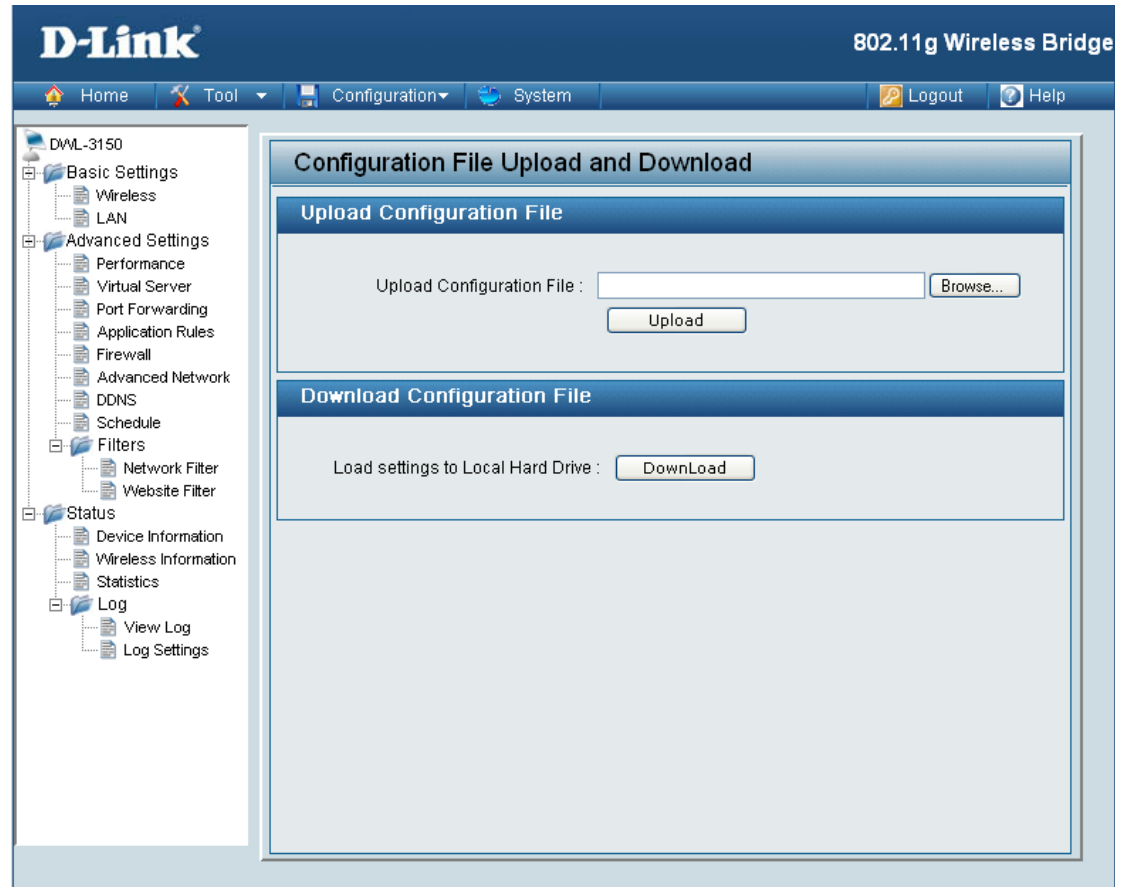 D-Link
802.11g Wireless Bridge
Home Tool Configuration System Logout Help
DWL-3150
Basic Settings
Wireless
LAN
Advanced Settings
Performance
Virtual Server
Port Forwarding
Application Rules
Firewall
Advanced Network
DDNS
Schedule
Filters
Network Filter
Website Filter
Status
Device Information
Wireless Information
Statistics
Log
View Log
Log Settings
Configuration File Upload and Download
Upload Configuration File
Upload Configuration File : Browse...
Upload
Download Configuration File
Load settings to Local Hard Drive : DownLoad